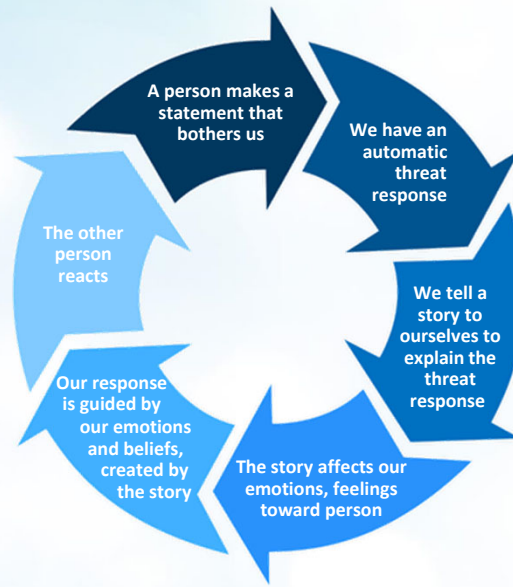 A person makes a
statement that
bothers us
We have an
automatic
threat
response
We tell a
story to
ourselves to
explain the
threat
response
The story affects our
emotions, feelings
toward person
Our response
is guided by
our emotions
and beliefs,
created by
the story
The other
person
reacts